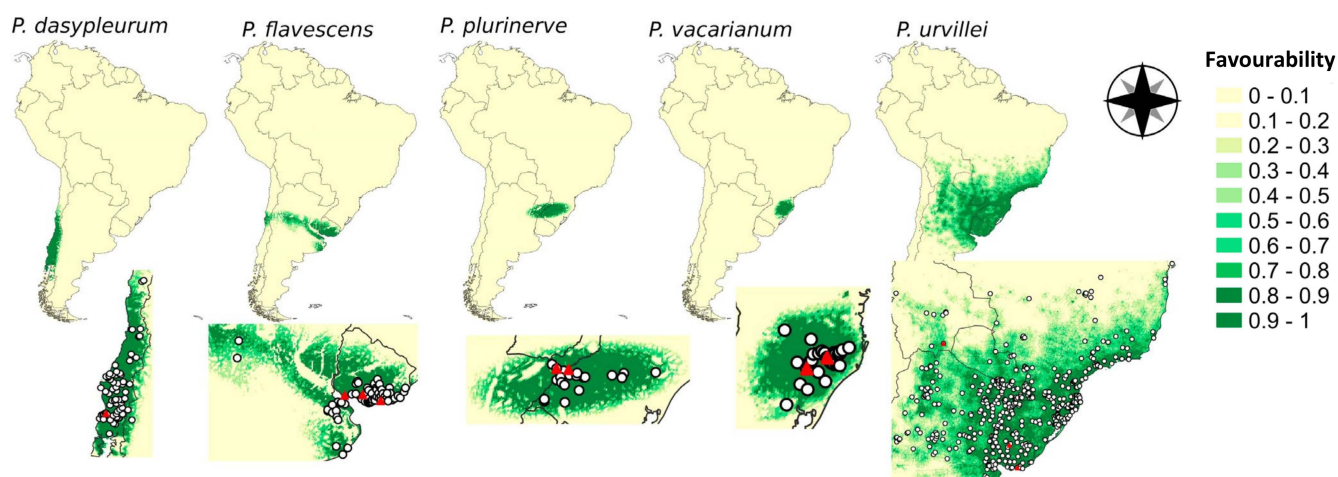 P. dasypleurum
P. flavescens
P. plurinerve
P. vacarianum
P. urvillei
Favourability
0 - 0.1
0.1 - 0.2
0.2 - 0.3
0.3 - 0.4
0.4 - 0.5
0.5 - 0.6
0.6 - 0.7
0.7 - 0.8
0.8 - 0.9
0.9 - 1